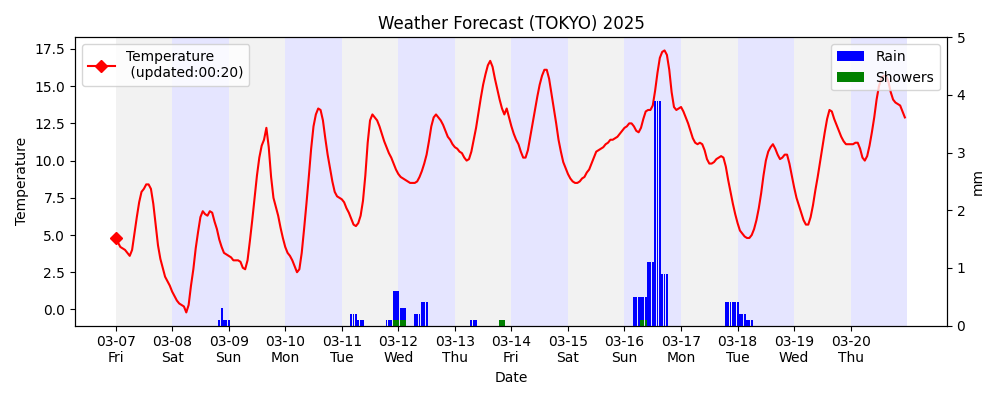 Weather Forecast (TOKYO) 2025
Temperature
(updated:00:20)
Rain
Showers
Temperature
17.5
15.0
12.5
10.0
7.5
5.0
2.5
0.0
5
4
3
2
1
0
mm
03-07 03-08 03-09 03-10 03-11 03-12 03-13 03-14 03-15 03-16 03-17 03-18 03-19 03-20
Fri Sat Sun Mon Tue Wed Thu Fri Sat Sun Mon Tue Wed Thu
Date